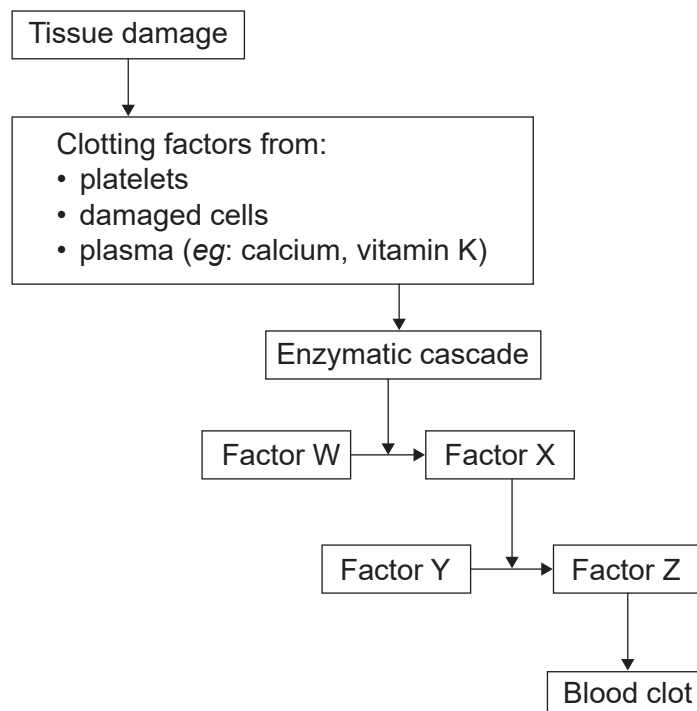 Tissue damage
Clotting factors from:
• platelets
• damaged cells
• plasma (eg: calcium, vitamin K)
Enzymatic cascade
Factor W
Factor X
Factor Y
Factor Z
Blood clot